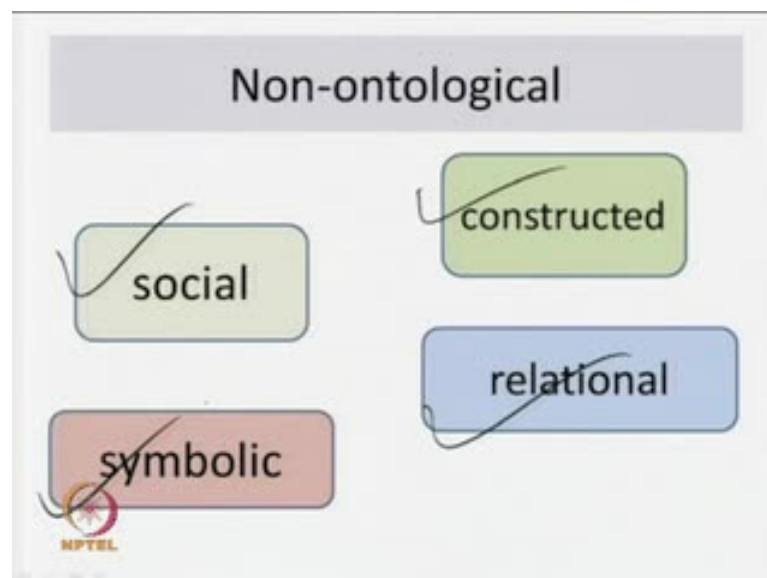 Non-ontological
constructed
social
relational
symbolic
NPTEL